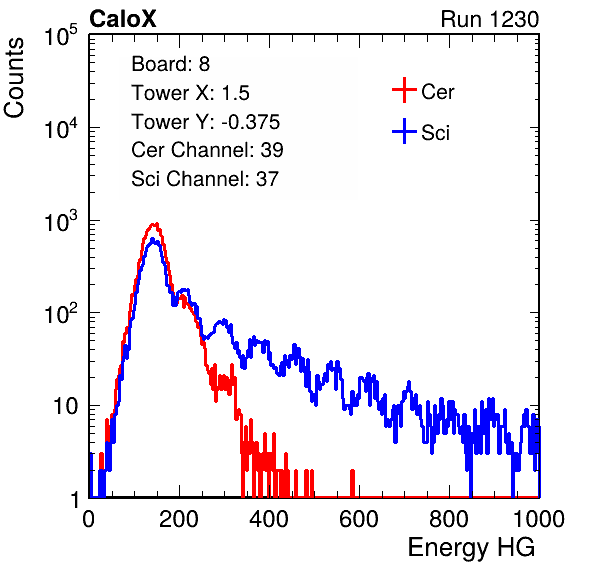 CaloX Run 1230
Counts
10^5
10^4
10^3
10^2
10
1
Board: 8
Tower X: 1.5
Tower Y: -0.375
Cer Channel: 39
Sci Channel: 37
Cer
Sci
0 200 400 600 800 1000
Energy HG